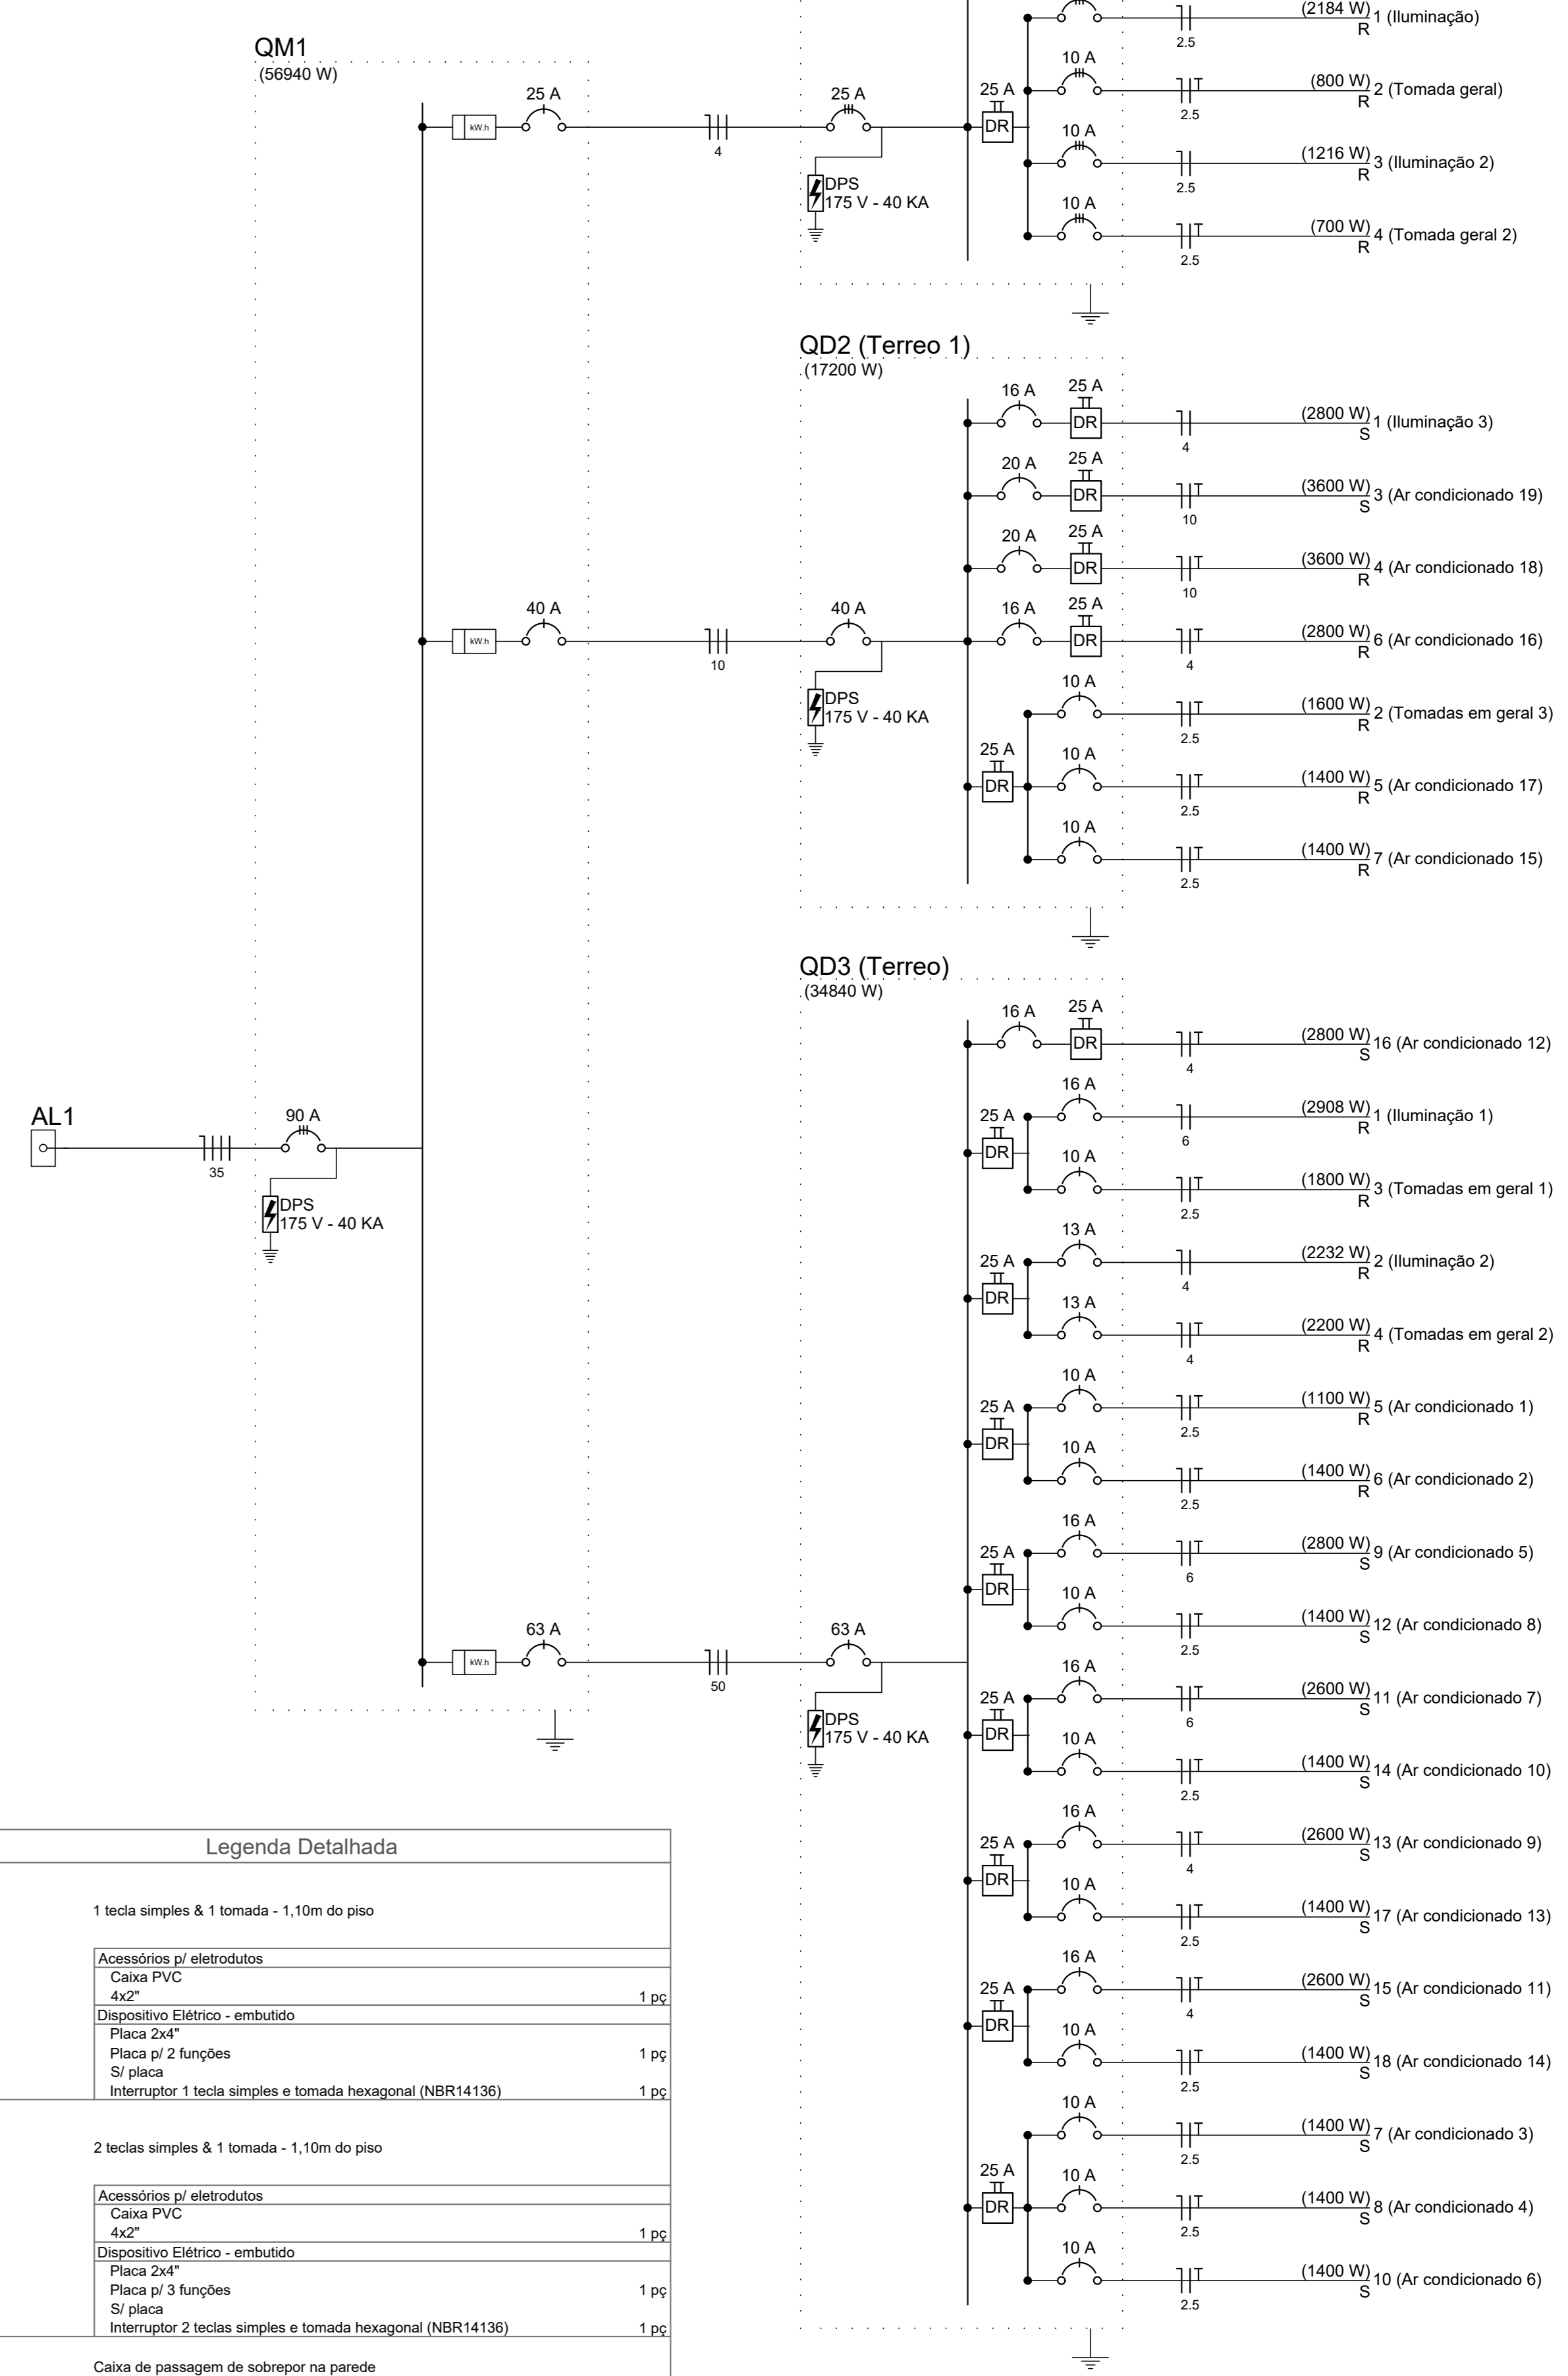 (2184 W)
1 (Iluminação)
R
2.5
QM1
(56940 W)
25 A
kW.h
4
25 A
DPS
175 V - 40 KA
25 A
DR
10 A
(800 W)
2 (Tomada geral)
R
2.5
10 A
(1216 W)
3 (Iluminação 2)
R
2.5
10 A
(700 W)
4 (Tomada geral 2)
R
2.5
QD2 (Terreo 1)
(17200 W)
16 A
25 A
DR
4
(2800 W)
1 (Iluminação 3)
S
20 A
25 A
DR
10
(3600 W)
3 (Ar condicionado 19)
S
20 A
25 A
DR
10
(3600 W)
4 (Ar condicionado 18)
R
40 A
kW.h
10
40 A
DPS
175 V - 40 KA
16 A
25 A
DR
4
(2800 W)
6 (Ar condicionado 16)
R
25 A
DR
10 A
2.5
(1600 W)
2 (Tomadas em geral 3)
R
10 A
2.5
(1400 W)
5 (Ar condicionado 17)
R
10 A
2.5
(1400 W)
7 (Ar condicionado 15)
R
QD3 (Terreo)
(34840 W)
16 A
25 A
DR
4
(2800 W)
16 (Ar condicionado 12)
S
AL1
35
90 A
DPS
175 V - 40 KA
25 A
DR
16 A
6
(2908 W)
1 (Iluminação 1)
R
10 A
2.5
(1800 W)
3 (Tomadas em geral 1)
R
25 A
DR
13 A
4
(2232 W)
2 (Iluminação 2)
R
13 A
4
(2200 W)
4 (Tomadas em geral 2)
R
25 A
DR
10 A
2.5
(1100 W)
5 (Ar condicionado 1)
R
10 A
2.5
(1400 W)
6 (Ar condicionado 2)
R
25 A
DR
16 A
6
(2800 W)
9 (Ar condicionado 5)
S
10 A
2.5
(1400 W)
12 (Ar condicionado 8)
S
63 A
kW.h
50
63 A
DPS
175 V - 40 KA
25 A
DR
16 A
6
(2600 W)
11 (Ar condicionado 7)
S
10 A
2.5
(1400 W)
14 (Ar condicionado 10)
S
25 A
DR
16 A
4
(2600 W)
13 (Ar condicionado 9)
S
10 A
2.5
(1400 W)
17 (Ar condicionado 13)
S
25 A
DR
16 A
4
(2600 W)
15 (Ar condicionado 11)
S
10 A
2.5
(1400 W)
18 (Ar condicionado 14)
S
25 A
DR
10 A
2.5
(1400 W)
7 (Ar condicionado 3)
S
10 A
2.5
(1400 W)
8 (Ar condicionado 4)
S
10 A
2.5
(1400 W)
10 (Ar condicionado 6)
S
Legenda Detalhada
1 tecla simples & 1 tomada - 1,10m do piso
Acessórios p/ eletrodutos
Caixa PVC
4x2" 1 pç
Dispositivo Elétrico - embutido
Placa 2x4"
Placa p/ 2 funções 1 pç
S/ placa
Interruptor 1 tecla simples e tomada hexagonal (NBR14136) 1 pç
2 teclas simples & 1 tomada - 1,10m do piso
Acessórios p/ eletrodutos
Caixa PVC
4x2" 1 pç
Dispositivo Elétrico - embutido
Placa 2x4"
Placa p/ 3 funções 1 pç
S/ placa
Interruptor 2 teclas simples e tomada hexagonal (NBR14136) 1 pç
Caixa de passagem de sobrepor na parede